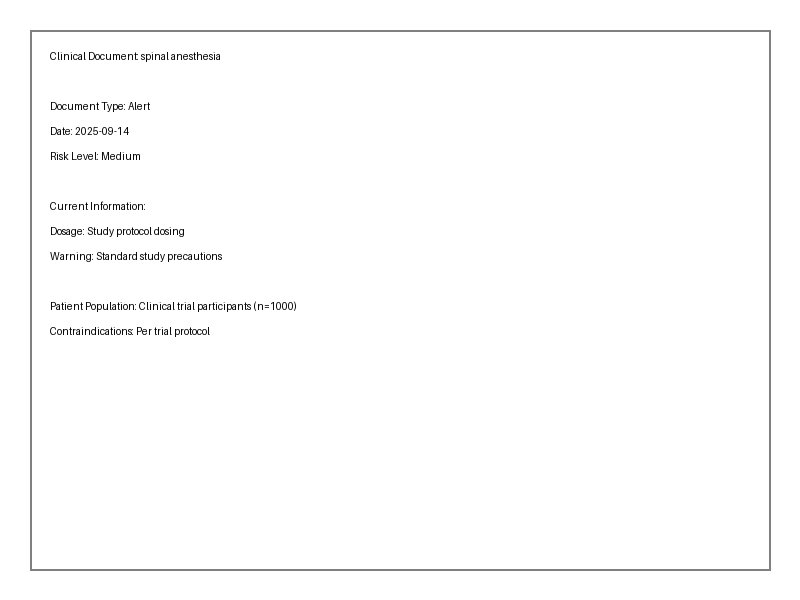 Clinical Document: spinal anesthesia
Document Type: Alert
Date: 2025-09-14
Risk Level: Medium
Current Information:
Dosage: Study protocol dosing
Warning: Standard study precautions
Patient Population: Clinical trial participants (n=1000)
Contraindications: Per trial protocol